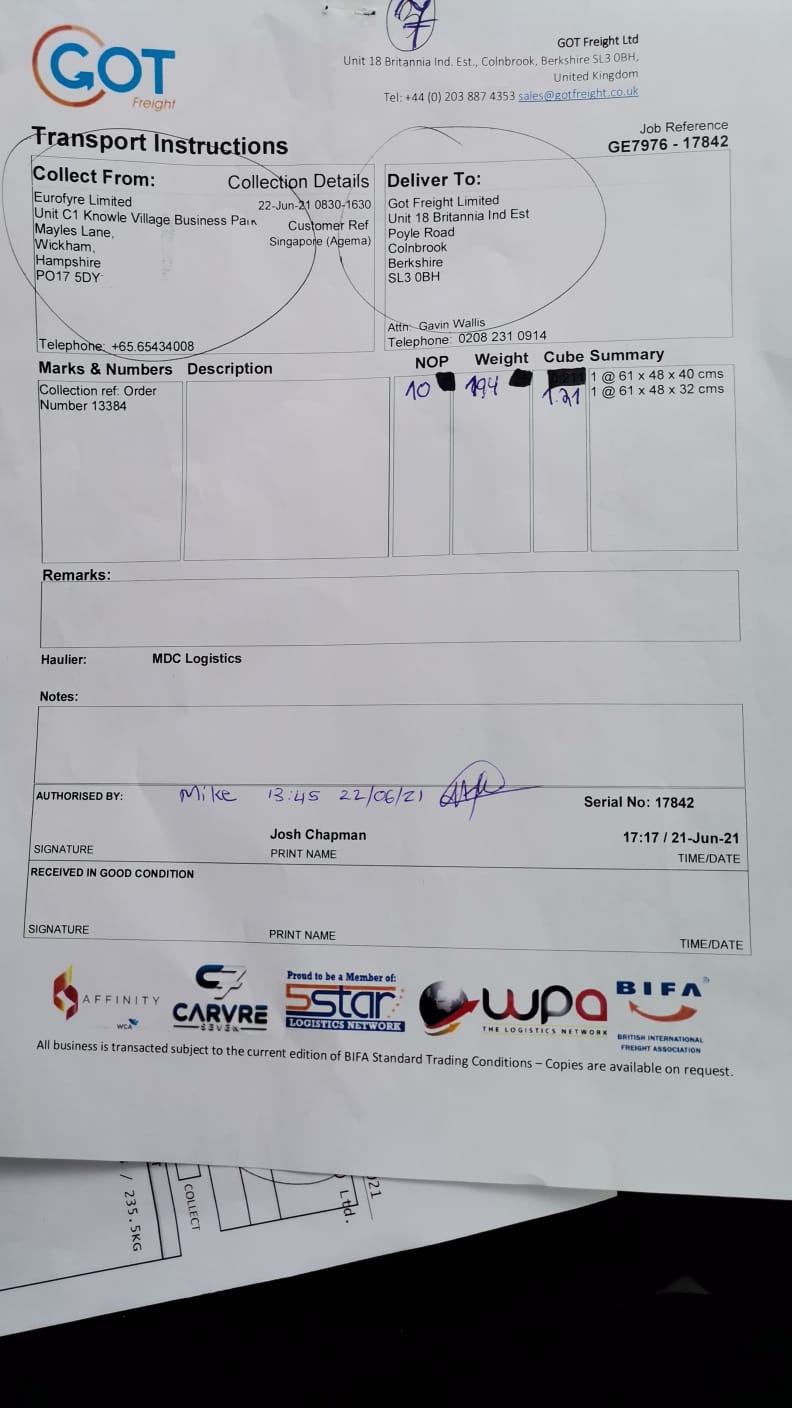 7
GOT
Freight
GOT Freight Ltd
Unit 18 Britannia Ind. Est., Colnbrook, Berkshire SL3 0BH,
United Kingdom
Tel: +44 (0) 203 887 4353 sales@gotfreight.co.uk
Transport Instructions
Job Reference
GE7976 - 17842
Collect From:
Eurofyre Limited
Unit C1 Knowle Village Business Park
Mayles Lane,
Wickham,
Hampshire
PO17 5DY
Telephone: +65.65434008
Collection Details
22-Jun-21 0830-1630
Customer Ref
Singapore (Agema)
Deliver To:
Got Freight Limited
Unit 18 Britannia Ind Est
Poyle Road
Colnbrook
Berkshire
SL3 0BH
Attn: Gavin Wallis
Telephone: 0208 231 0914
Marks & Numbers Description NOP Weight Cube Summary
Collection ref: Order
Number 13384
10 194 1.21
1 @ 61 x 48 x 40 cms
1 @ 61 x 48 x 32 cms
Remarks:
Haulier: MDC Logistics
Notes:
AUTHORISED BY: Mike 13:45 22/06/21
Serial No: 17842
Josh Chapman 17:17 / 21-Jun-21
SIGNATURE PRINT NAME TIME/DATE
RECEIVED IN GOOD CONDITION
SIGNATURE PRINT NAME TIME/DATE
AFFINITY
WCA
CARVRE
SEVEN
Proud to be a Member of:
5star
LOGISTICS NETWORK
wpa
THE LOGISTICS NETWORK
BIFA
BRITISH INTERNATIONAL
FREIGHT ASSOCIATION
All business is transacted subject to the current edition of BIFA Standard Trading Conditions – Copies are available on request.
/ 235.5KG
COLLECT
Ltd.
021